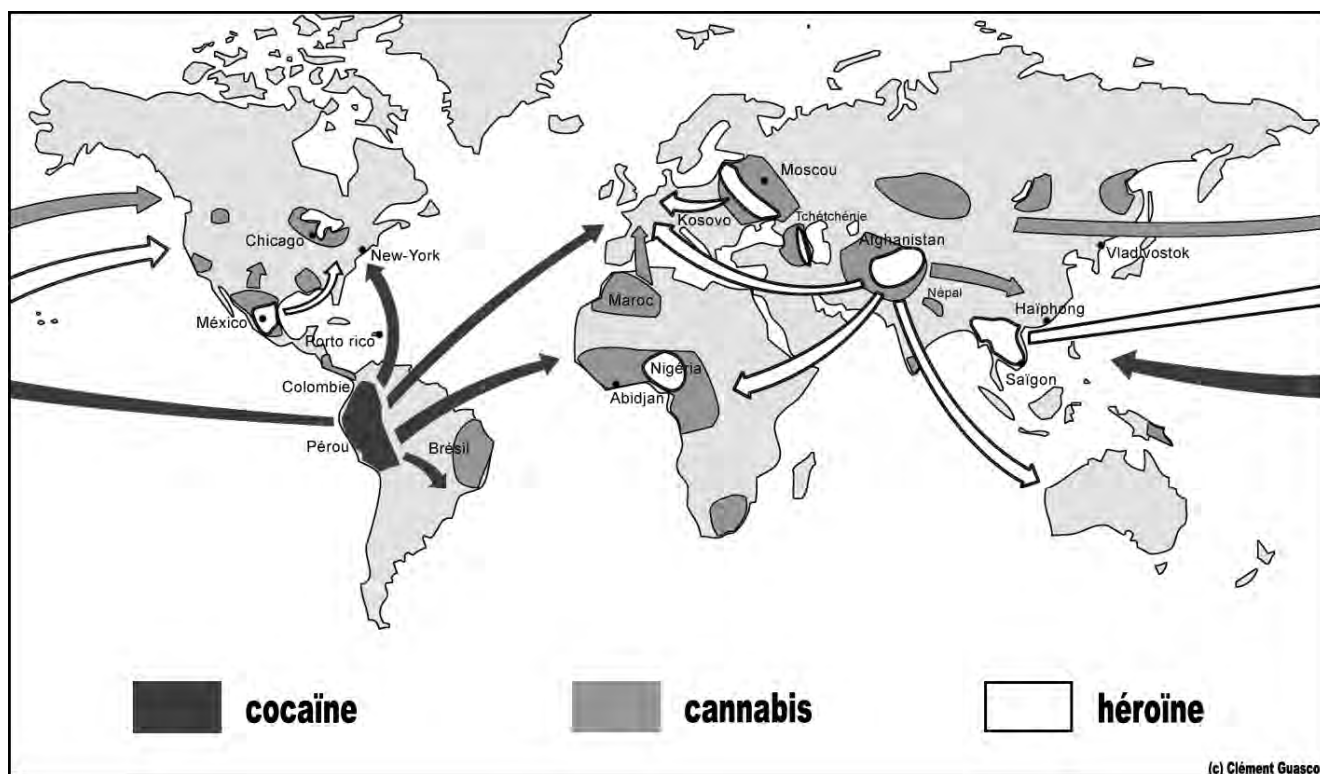 Moscou
Kosovo
Tchétchénie
Chicago
Afghanistan
New-York
Vladivostok
Maroc
Népal
Haïphong
México
Porto rico
Nigéria
Saïgon
Colombie
Abidjan
Pérou
Brésil
cocaïne
cannabis
héroïne
(c) Clément Guasco